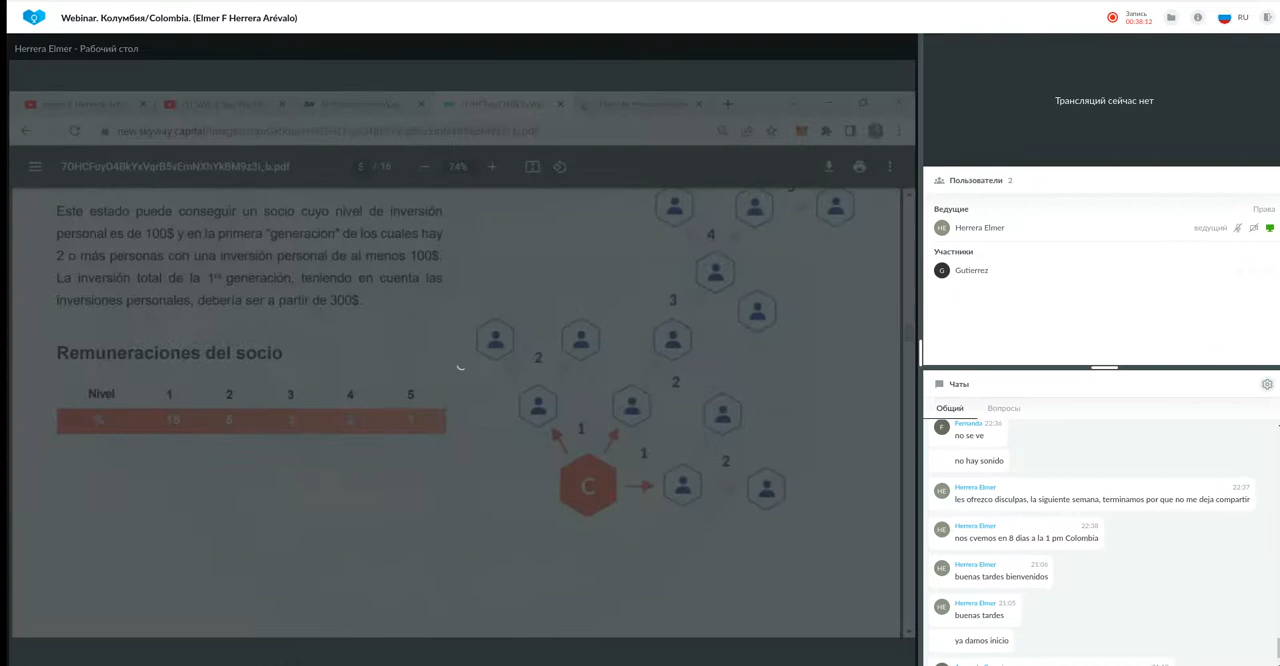 Webinar. Колумбия/Colombia. (Elmer F Herrera Arévalo)
Запись
00:38:12
RU
Herrera Elmer - Рабочий стол
Трансляций сейчас нет
5 / 16
74%
Este estado puede conseguir un socio cuyo nivel de inversión
personal es de 100$ y en la primera "generación" de los cuales hay
2 o más personas con una inversión personal de al menos 100$.
La inversión total de la 1ra generación, teniendo en cuenta las
inversiones personales, debería ser a partir de 300$.
Remuneraciones del socio
Nivel 1 2 3 4 5
% 15 5 3 2 1
4
3
2
2
1
1
2
C
Пользователи 2
Ведущие Права
HE Herrera Elmer ведущий
Участники
G Gutierrez
Чаты
Общий Вопросы
F Fernanda 22:36
no se ve
no hay sonido
HE Herrera Elmer 22:37
les ofrezco disculpas, la siguiente semana, terminamos por que no me deja compartir
HE Herrera Elmer 22:38
nos cvemos en 8 dias a la 1 pm Colombia
HE Herrera Elmer 21:06
buenas tardes bienvenidos
HE Herrera Elmer 21:05
buenas tardes
ya damos inicio